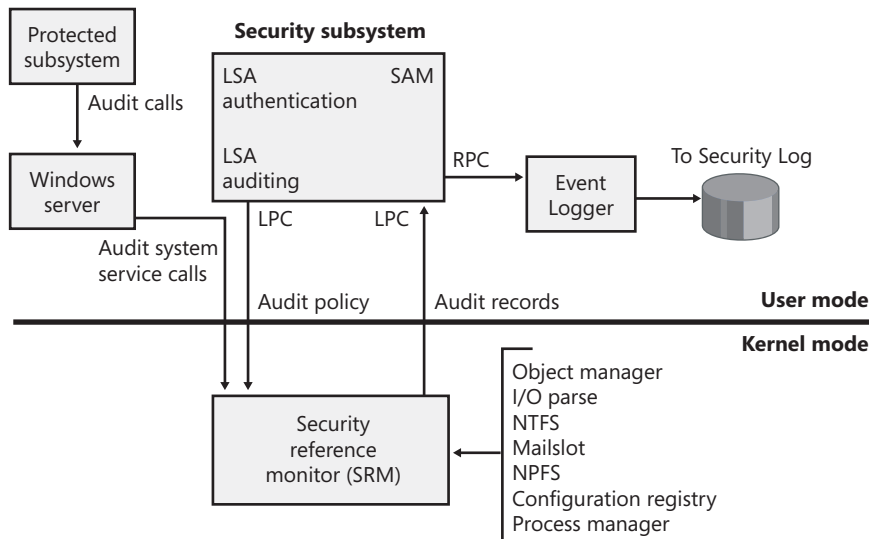 Protected
subsystem
Audit calls
Windows
server
Audit system
service calls
Security subsystem
LSA
authentication
SAM
LSA
auditing
LPC
LPC
RPC
Event
Logger
To Security Log
Audit policy
Audit records
User mode
Kernel mode
Security
reference
monitor (SRM)
Object manager
I/O parse
NTFS
Mailslot
NPFS
Configuration registry
Process manager